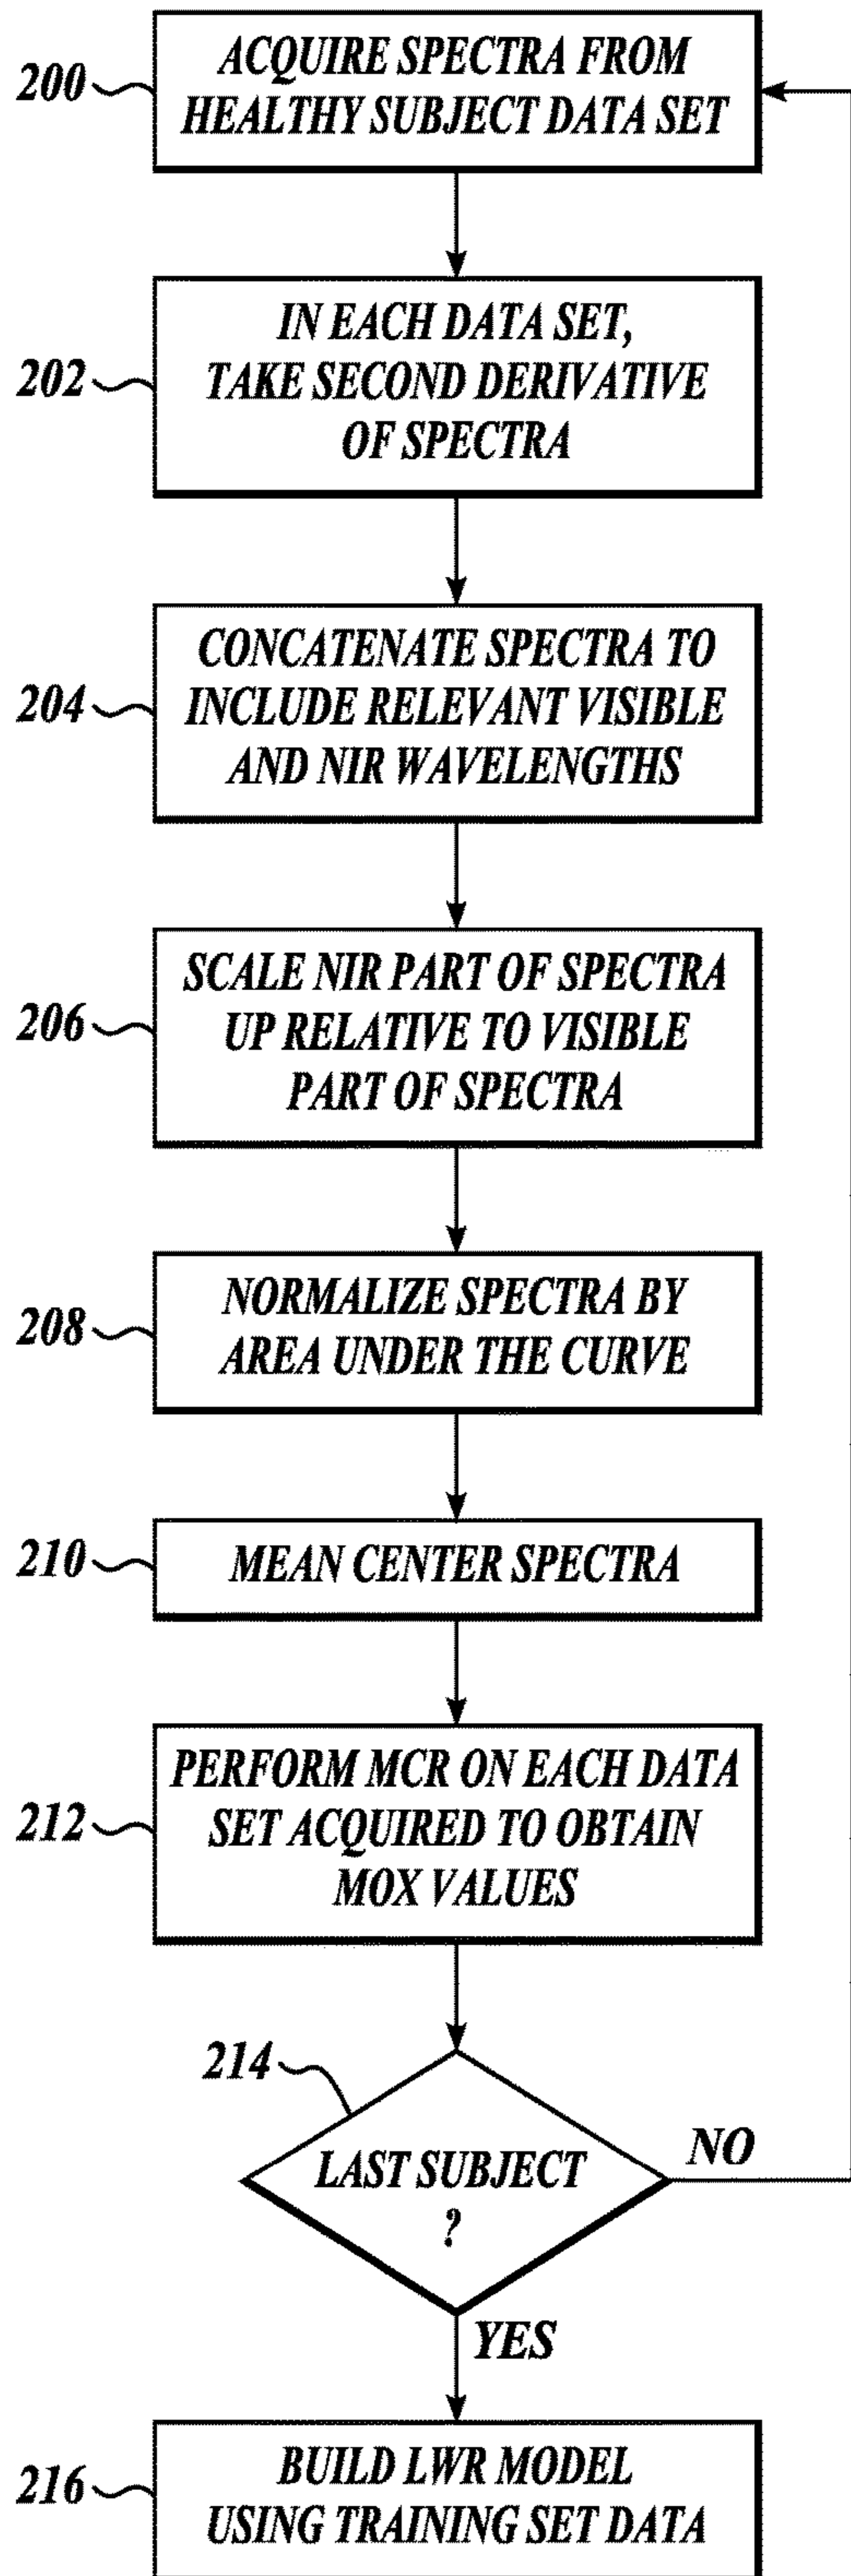 200
ACQUIRE SPECTRA FROM
HEALTHY SUBJECT DATA SET
202
IN EACH DATA SET,
TAKE SECOND DERIVATIVE
OF SPECTRA
204
CONCATENATE SPECTRA TO
INCLUDE RELEVANT VISIBLE
AND NIR WAVELENGTHS
206
SCALE NIR PART OF SPECTRA
UP RELATIVE TO VISIBLE
PART OF SPECTRA
208
NORMALIZE SPECTRA BY
AREA UNDER THE CURVE
210
MEAN CENTER SPECTRA
212
PERFORM MCR ON EACH DATA
SET ACQUIRED TO OBTAIN
MOX VALUES
214
LAST SUBJECT
?
NO
YES
216
BUILD LWR MODEL
USING TRAINING SET DATA